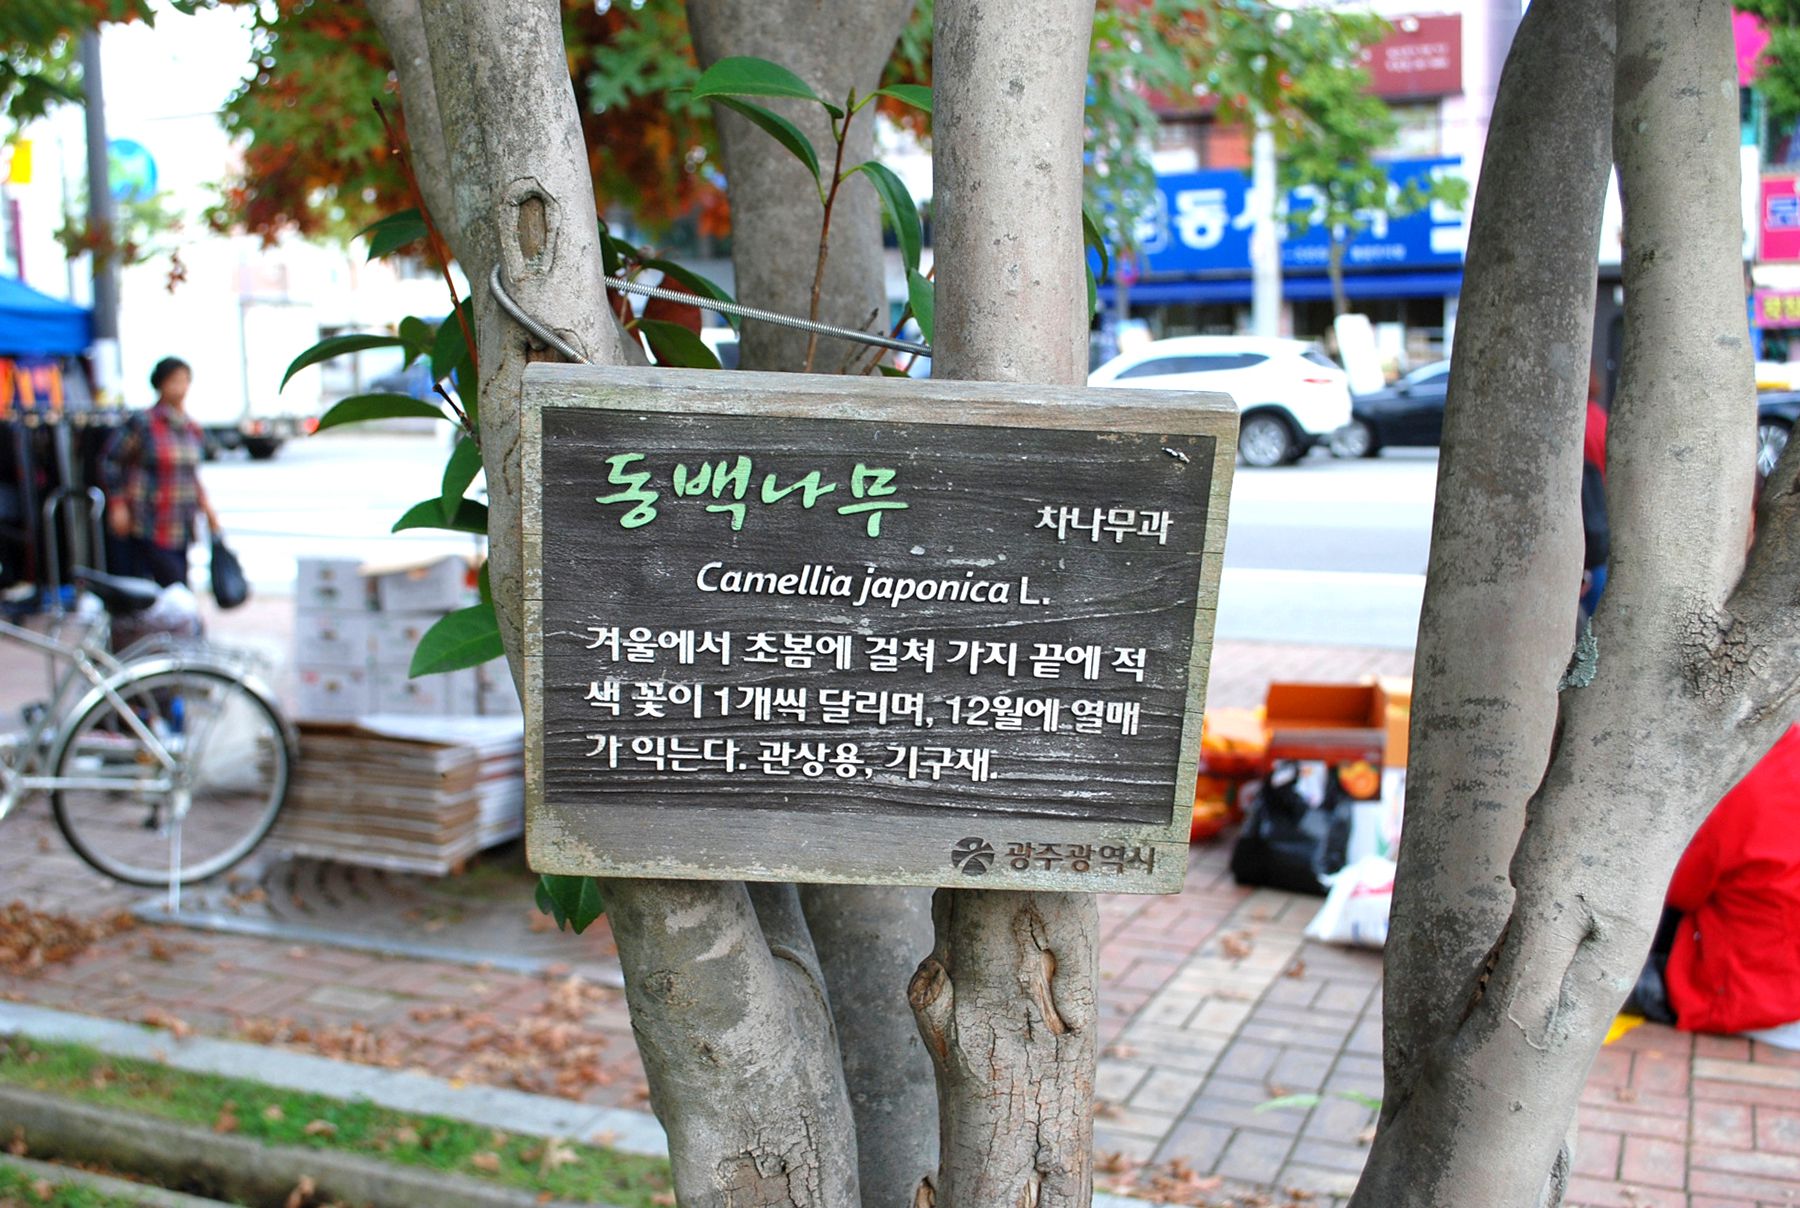 동백나무
차나무과
Camellia japonica L.
겨울에서 초봄에 걸쳐 가지 끝에 적
색 꽃이 1개씩 달리며, 12월에 열매
가 익는다. 관상용, 기구재.
광주광역시